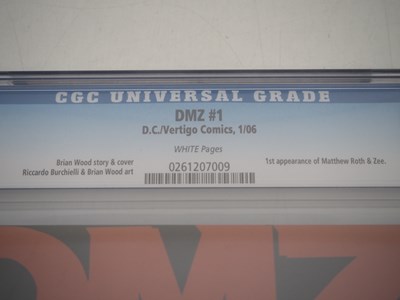 CGC UNIVERSAL GRADE
DMZ #1
D.C./Vertigo Comics, 1/06
WHITE Pages
Brian Wood story & cover
Riccardo Burchielli & Brian Wood art
0261207009
1st appearance of Matthew Roth & Zee.
DMZ